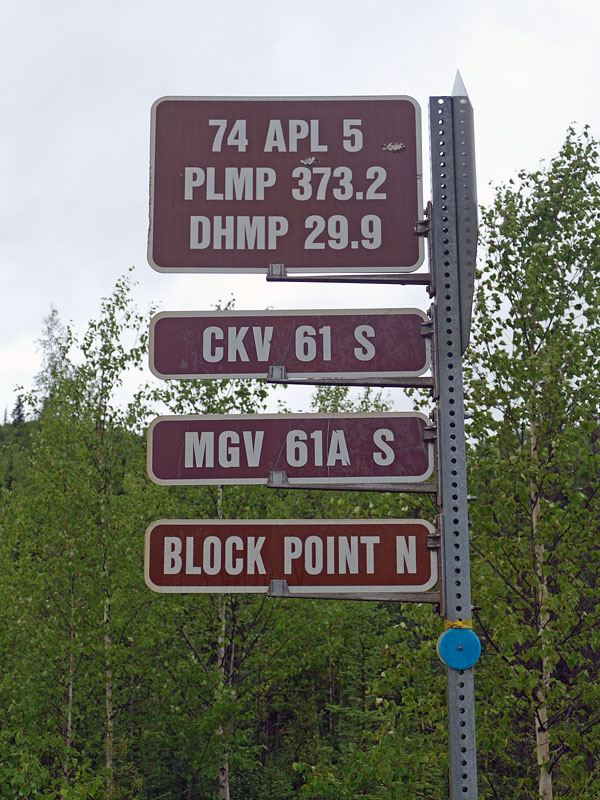 74 APL 5
PLMP 373.2
DHMP 29.9
CKV 61 S
MGV 61A S
BLOCK POINT N